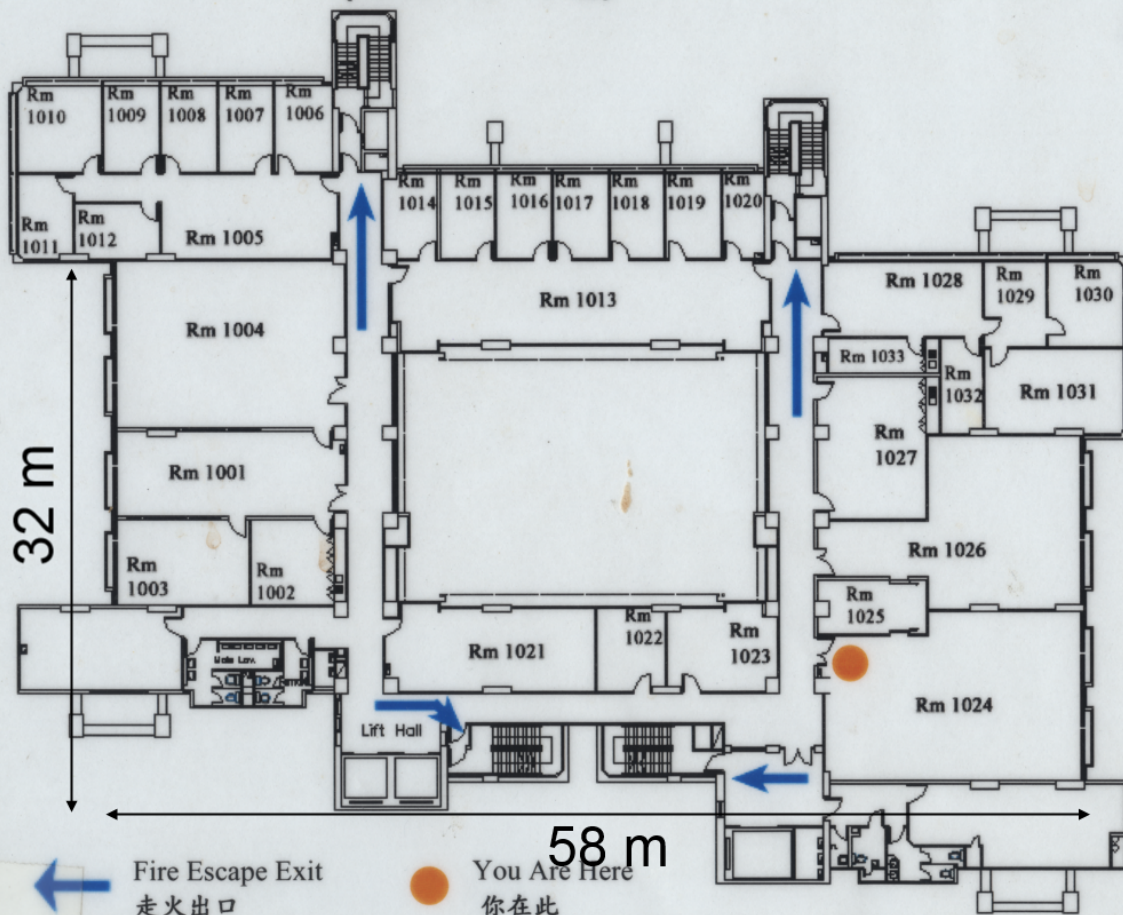 Rm
1010
Rm
1009
Rm
1008
Rm
1007
Rm
1006
Rm
1014
Rm
1015
Rm
1016
Rm
1017
Rm
1018
Rm
1019
Rm
1020
Rm
1011
Rm
1012
Rm 1005
Rm 1013
Rm 1028
Rm
1029
Rm
1030
Rm 1004
Rm 1033
Rm
1032
Rm 1031
Rm
1027
Rm 1001
32 m
Rm 1026
Rm
1003
Rm
1002
Rm
1025
Rm 1021
Rm
1022
Rm
1023
Male Lav.
Rm 1024
Lift Hall
58 m
Fire Escape Exit
走火出口
You Are Here
你在此